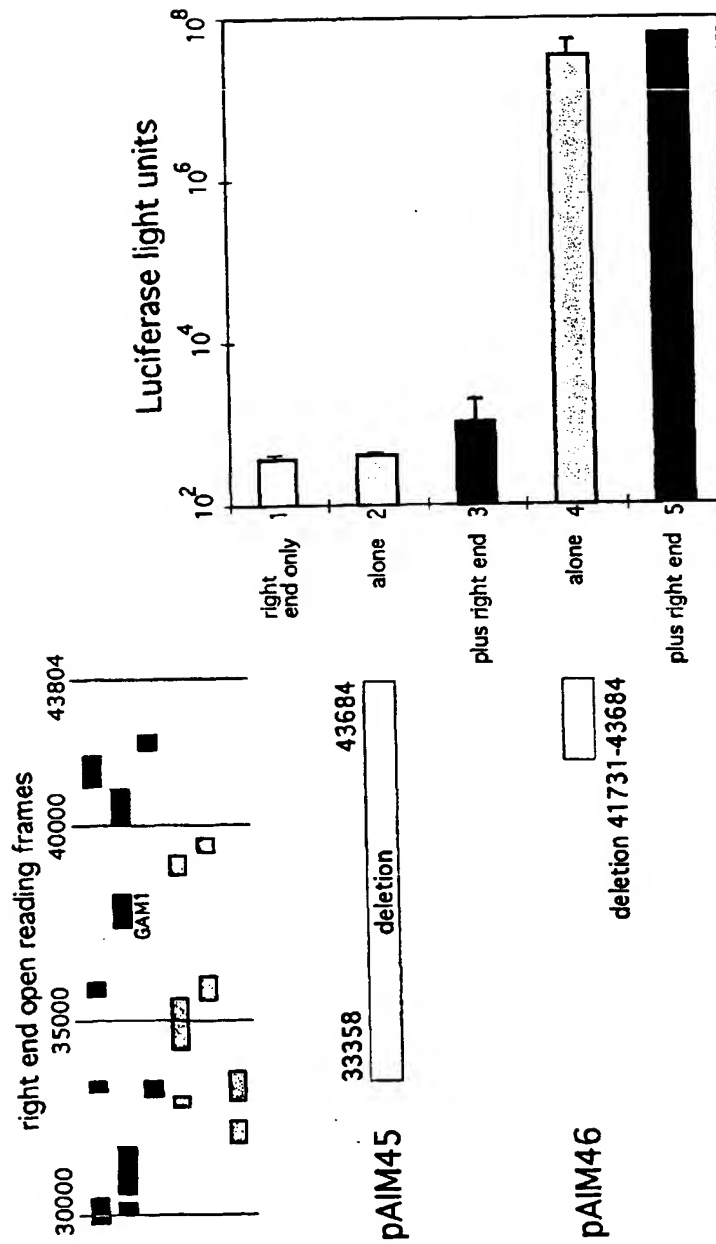 right end open reading frames
30000
35000
40000
43804
GAM1
pAIM45
33358
deletion
43684
pAIM46
deletion 41731-43684
Luciferase light units
10²
10⁴
10⁶
10⁸
right end only
1
alone
2
plus right end
3
alone
4
plus right end
5